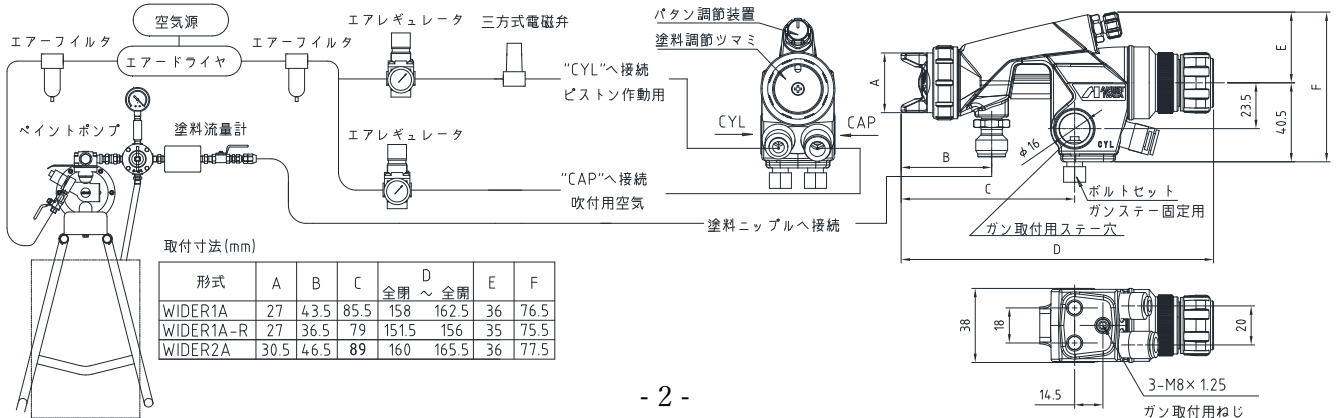 空気源
エアーフィルタ
エアードライヤ
エアーフィルタ
エアレギュレータ
三方式電磁弁
"CYL"へ接続
ピストン作動用
ペイントポンプ
塗料流量計
エアレギュレータ
"CAP"へ接続
吹付用空気
塗料ニップルへ接続
パタン調節装置
塗料調節ツマミ
CYL
CAP
A
B
C
D
E
F
23.5
40.5
φ16
CYL
ボルトセット
ガンステー固定用
ガン取付用ステー穴
取付寸法(mm)
形式 A B C D 全閉 ~ 全開 E F
WIDER1A 27 43.5 85.5 158 162.5 36 76.5
WIDER1A-R 27 36.5 79 151.5 156 35 75.5
WIDER2A 30.5 46.5 89 160 165.5 36 77.5
38
18
20
14.5
3-M8×1.25
ガン取付用ねじ
- 2 -